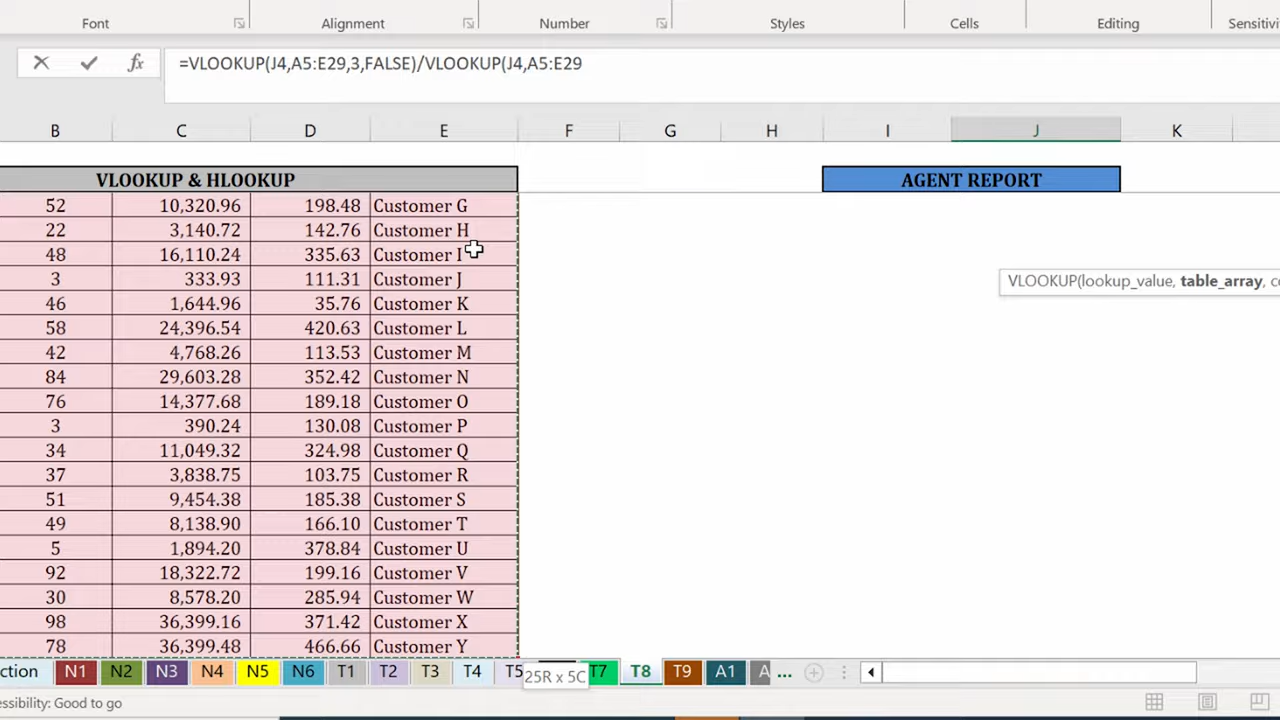 Font Alignment Number Styles Cells Editing Sensitivi
fx =VLOOKUP(J4,A5:E29,3,FALSE)/VLOOKUP(J4,A5:E29
B C D E F G H I J K
VLOOKUP & HLOOKUP AGENT REPORT
52 10,320.96 198.48 Customer G
22 3,140.72 142.76 Customer H
48 16,110.24 335.63 Customer I
3 333.93 111.31 Customer J
VLOOKUP(lookup_value, table_array, c
46 1,644.96 35.76 Customer K
58 24,396.54 420.63 Customer L
42 4,768.26 113.53 Customer M
84 29,603.28 352.42 Customer N
76 14,377.68 189.18 Customer O
3 390.24 130.08 Customer P
34 11,049.32 324.98 Customer Q
37 3,838.75 103.75 Customer R
51 9,454.38 185.38 Customer S
49 8,138.90 166.10 Customer T
5 1,894.20 378.84 Customer U
92 18,322.72 199.16 Customer V
30 8,578.20 285.94 Customer W
98 36,399.16 371.42 Customer X
78 36,399.48 466.66 Customer Y
ction N1 N2 N3 N4 N5 N6 T1 T2 T3 T4 T5 T7 T8 T9 A1 A ...
25R x 5C
ssibility: Good to go